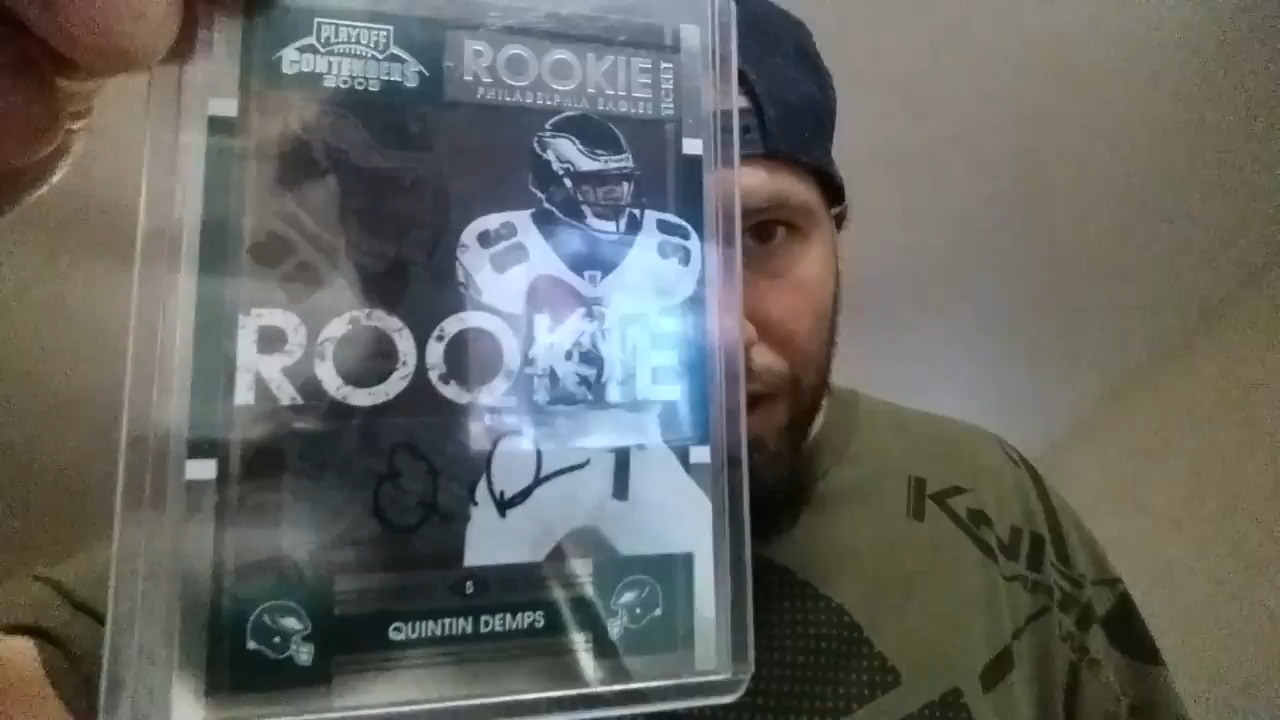 PLAYOFF
CONTENDERS
2008
ROOKIE
TICKET
PHILADELPHIA EAGLES
ROOKIE
S
QUINTIN DEMPS